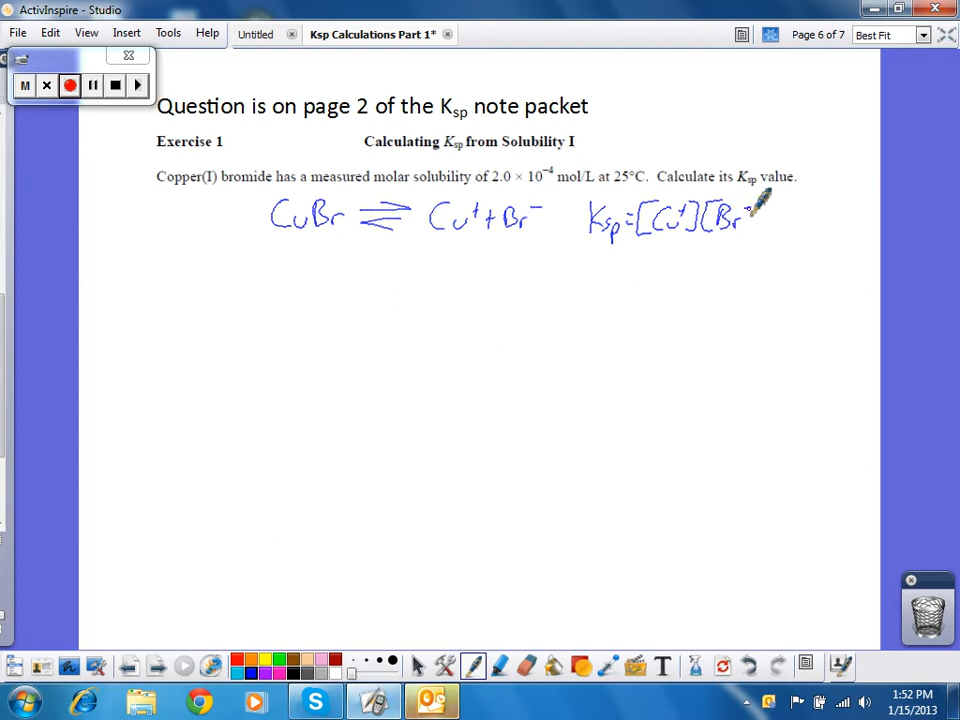 ActivInspire - Studio
File Edit View Insert Tools Help Untitled Ksp Calculations Part 1* Page 6 of 7 Best Fit
M
Question is on page 2 of the Ksp note packet
Exercise 1 Calculating Ksp from Solubility I
Copper(I) bromide has a measured molar solubility of 2.0 × 10⁻⁴ mol/L at 25°C. Calculate its Ksp value.
CuBr ⇌ Cu⁺ + Br⁻ Ksp = [Cu⁺][Br⁻
T
S
1:52 PM
1/15/2013